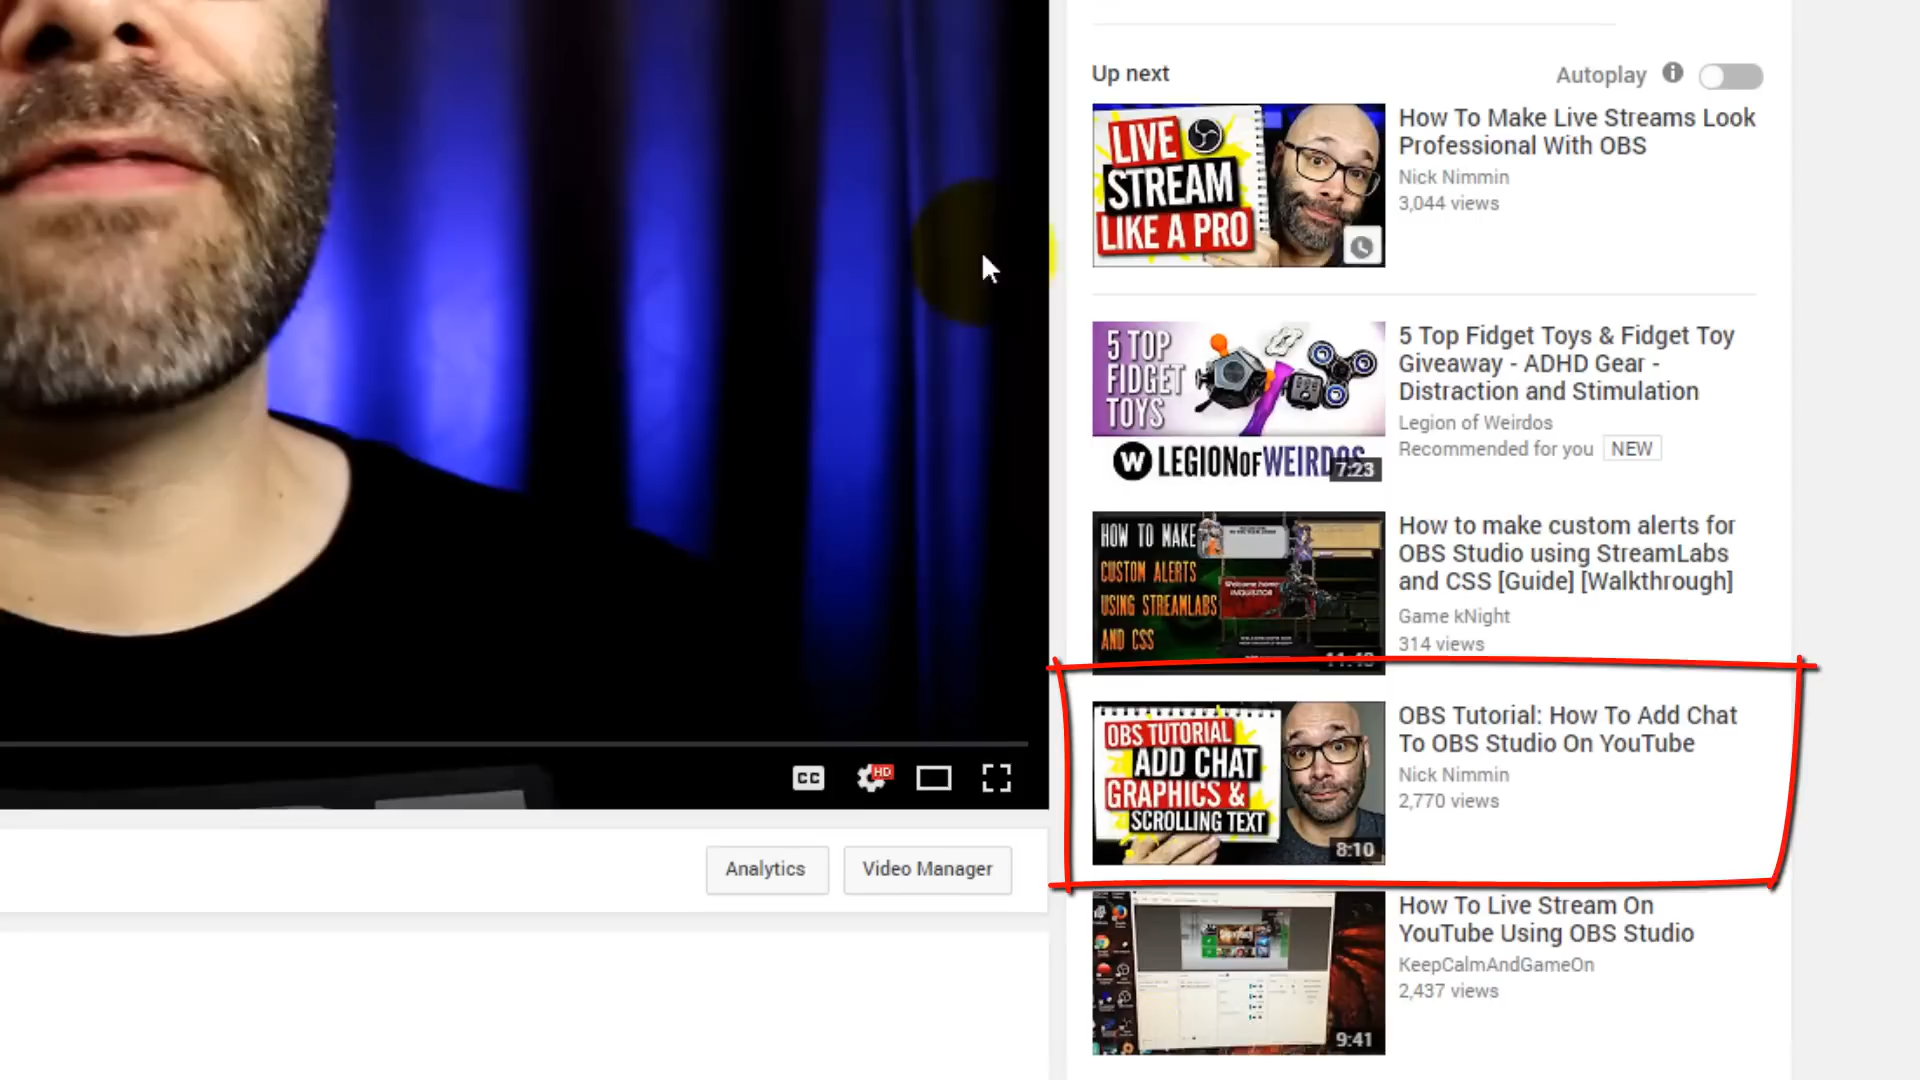 Up next
Autoplay
LIVE
STREAM
LIKE A PRO
How To Make Live Streams Look
Professional With OBS
Nick Nimmin
3,044 views
5 TOP
FIDGET
TOYS
W LEGION OF WEIRDOS
7:23
5 Top Fidget Toys & Fidget Toy
Giveaway - ADHD Gear -
Distraction and Stimulation
Legion of Weirdos
Recommended for you NEW
HOW TO MAKE
CUSTOM ALERTS
USING STREAMLABS
AND CSS
Welcome home
INQUISITOR
How to make custom alerts for
OBS Studio using StreamLabs
and CSS [Guide] [Walkthrough]
Game kNight
314 views
OBS TUTORIAL
ADD CHAT
GRAPHICS &
SCROLLING TEXT
8:10
OBS Tutorial: How To Add Chat
To OBS Studio On YouTube
Nick Nimmin
2,770 views
9:41
How To Live Stream On
YouTube Using OBS Studio
KeepCalmAndGameOn
2,437 views
CC
HD
Analytics
Video Manager